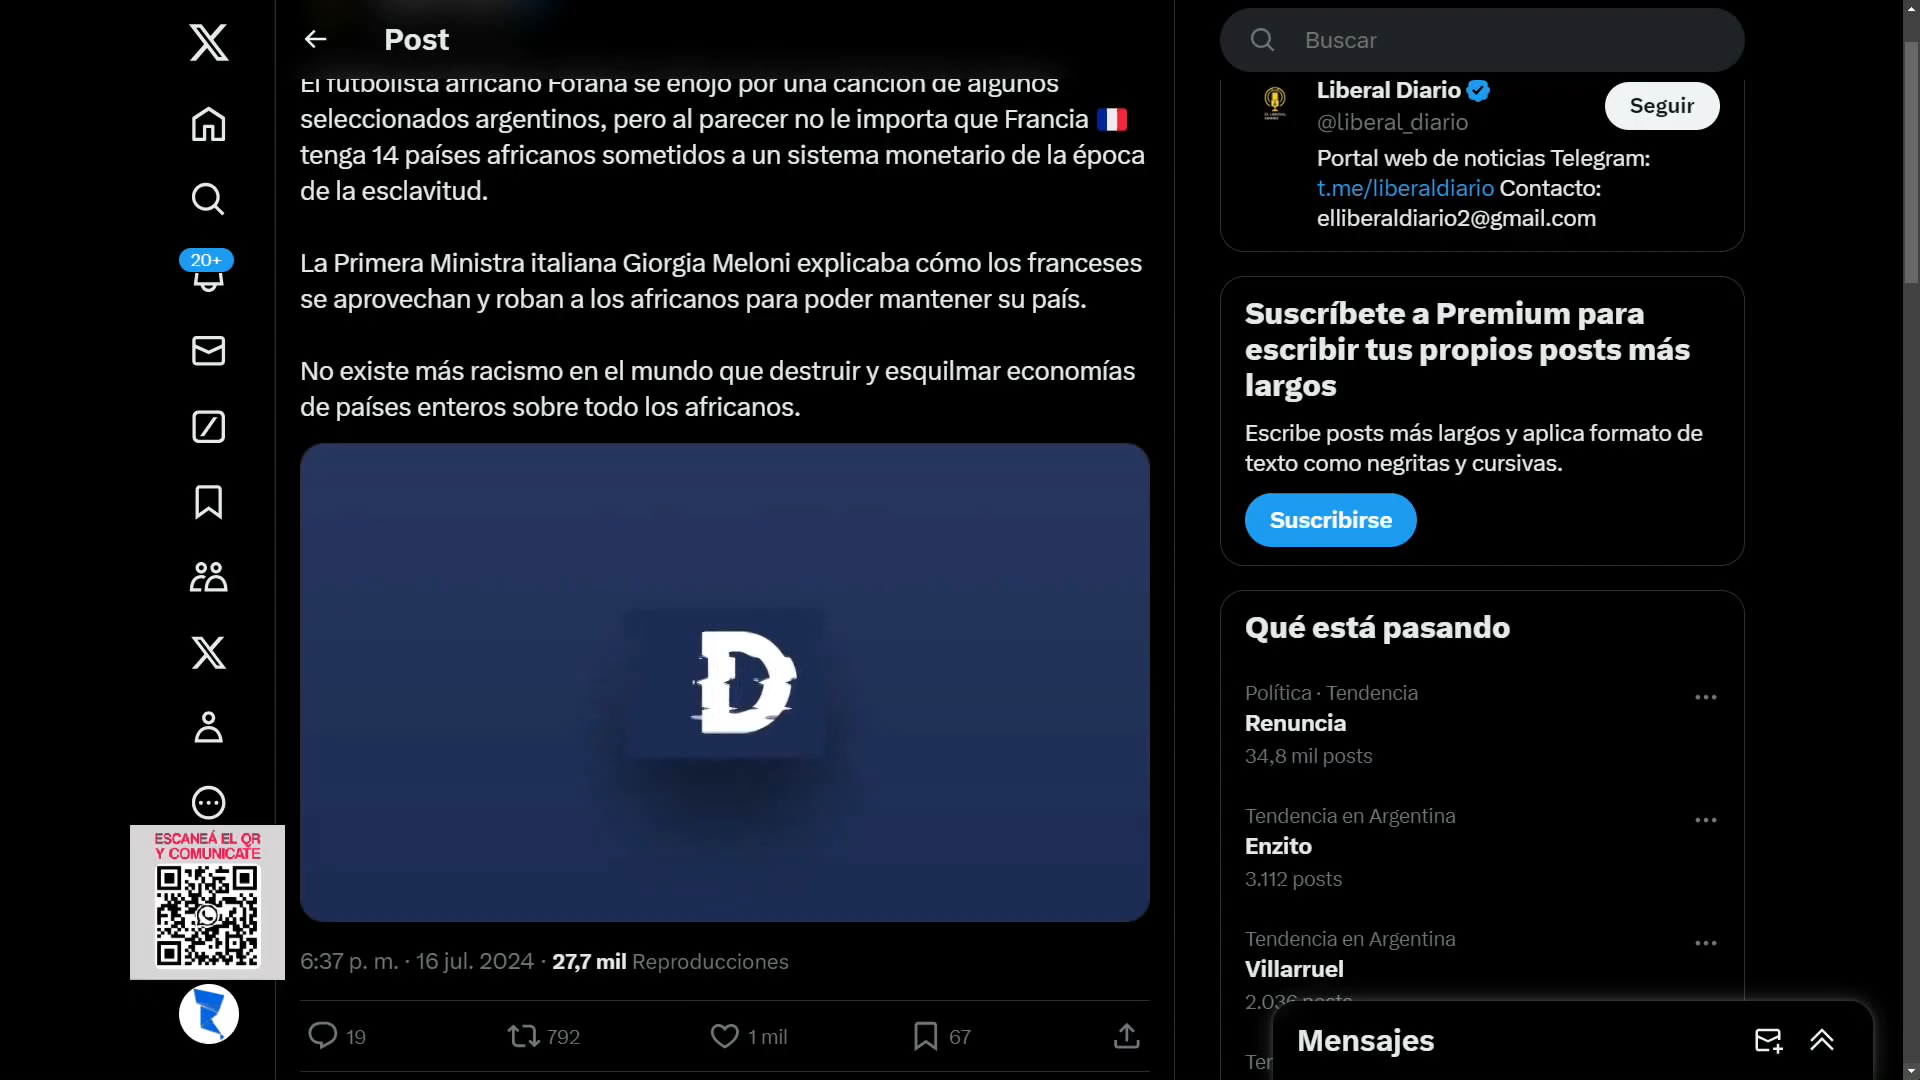 Post
El futbolista africano Fofana se enojó por una canción de algunos
seleccionados argentinos, pero al parecer no le importa que Francia
tenga 14 países africanos sometidos a un sistema monetario de la época
de la esclavitud.
La Primera Ministra italiana Giorgia Meloni explicaba cómo los franceses
se aprovechan y roban a los africanos para poder mantener su país.
No existe más racismo en el mundo que destruir y esquilmar economías
de países enteros sobre todo los africanos.
D
6:37 p. m. · 16 jul. 2024 · 27,7 mil Reproducciones
19
792
1 mil
67
20+
ESCANEÁ EL QR
Y COMUNICATE
Buscar
Liberal Diario
@liberal_diario
Seguir
Portal web de noticias Telegram:
t.me/liberaldiario Contacto:
elliberaldiario2@gmail.com
Suscríbete a Premium para
escribir tus propios posts más
largos
Escribe posts más largos y aplica formato de
texto como negritas y cursivas.
Suscribirse
Qué está pasando
Política · Tendencia
Renuncia
34,8 mil posts
Tendencia en Argentina
Enzito
3.112 posts
Tendencia en Argentina
Villarruel
2.036 posts
Mensajes